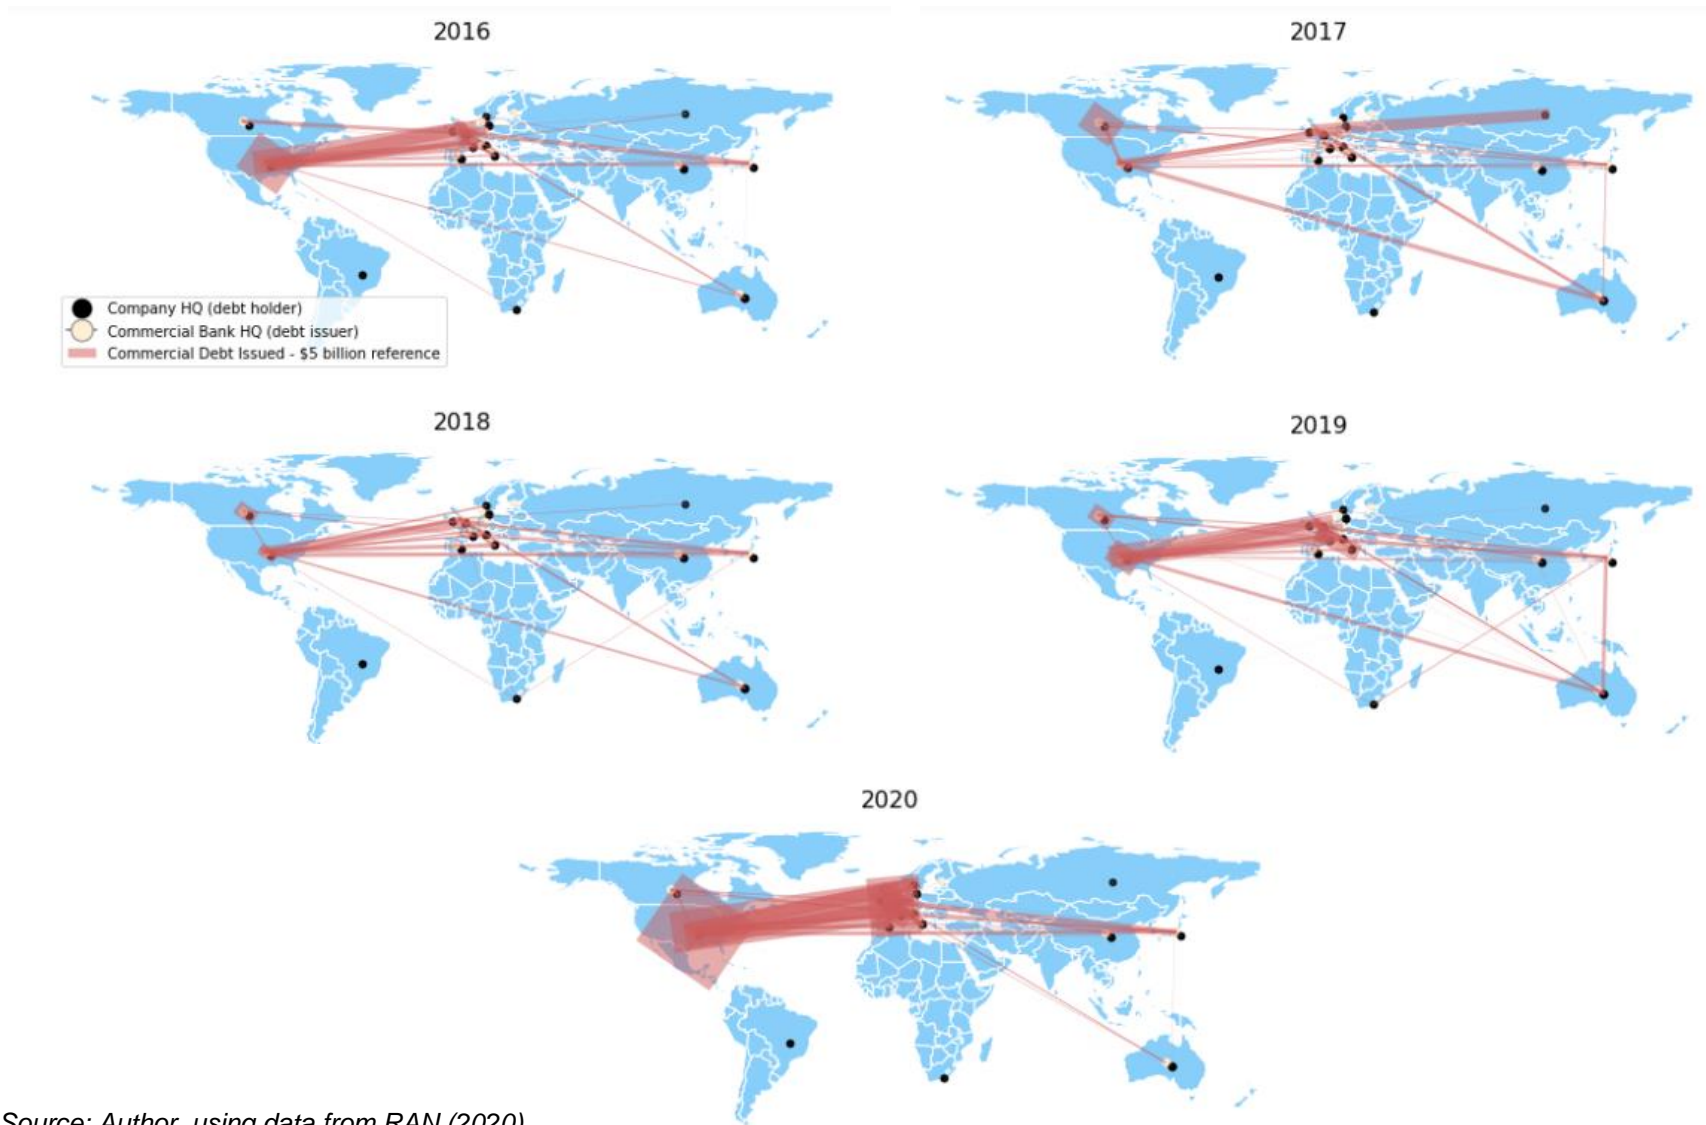 2016
2017
Company HQ (debt holder)
Commercial Bank HQ (debt issuer)
Commercial Debt Issued - $5 billion reference
2018
2019
2020
Source: Author, using data from RAN (2020)